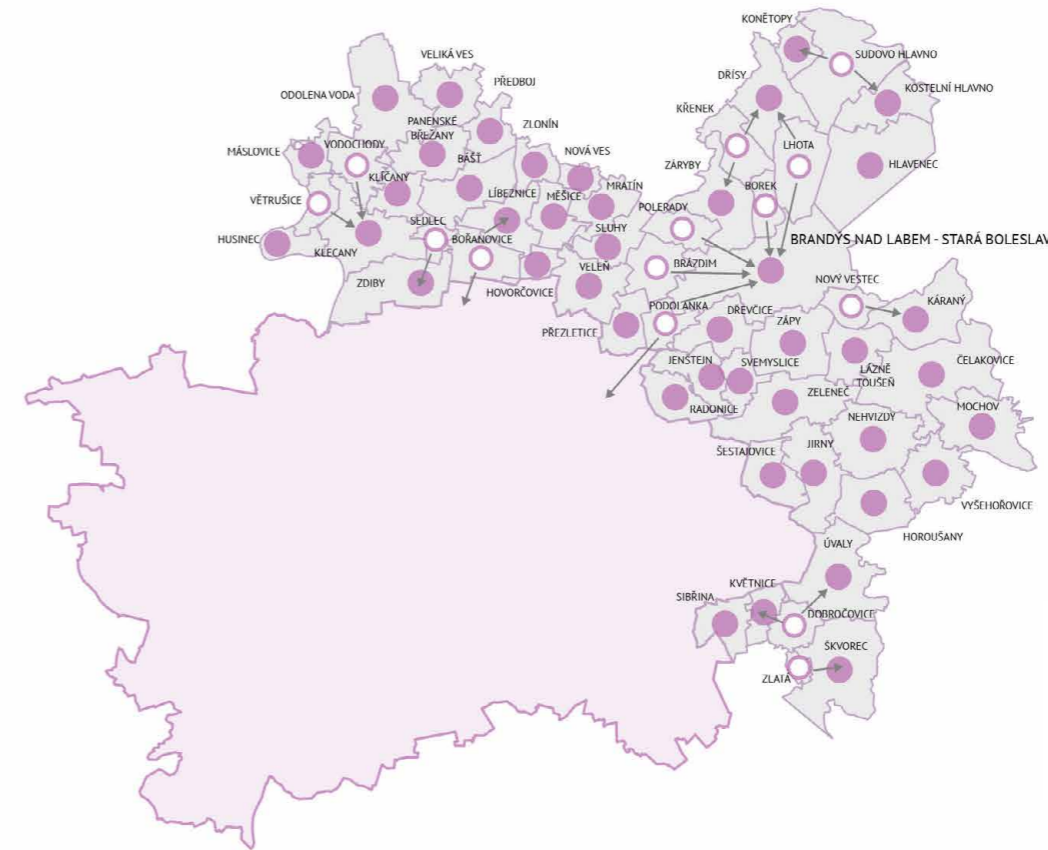 KONĚTOPY
VELIKÁ VES
SUDOVO HLAVNO
PŘEDBOJ
DŘÍSY
KOSTELNÍ HLAVNO
ODOLENA VODA
PANENSKÉ
BŘEŽANY
KŘENEK
ZLONÍN
VODOCHODY
LHOTA
MÁSLOVICE
BÁŠŤ
NOVÁ VES
ZÁRYBY
HLAVENEC
KLÍČANY
LÍBEZNICE
MĚŠICE
MRATÍN
BOREK
VĚTRUŠICE
POLERADY
SEDLEC
SLUHY
HUSINEC
KLECANY
BOŘANOVICE
BRANDÝS NAD LABEM - STARÁ BOLESLAV
ZDIBY
VELEŇ
BRÁZDIM
HOVORČOVICE
NOVÝ VESTEC
KÁRANÝ
PODOLANKA
PŘEZLETICE
DŘEVČICE
ZÁPY
JENŠTEJN
SVEMYSLICE
LÁZNĚ
TOUŠEŇ
ČELAKOVICE
RADONICE
ZELENEČ
MOCHOV
NEHVIZDY
ŠESTAJOVICE
JIRNY
VYŠEHOŘOVICE
HOROUŠANY
ÚVALY
KVĚTNICE
SIBŘINA
DOBROČOVICE
ŠKVOREC
ZLATÁ